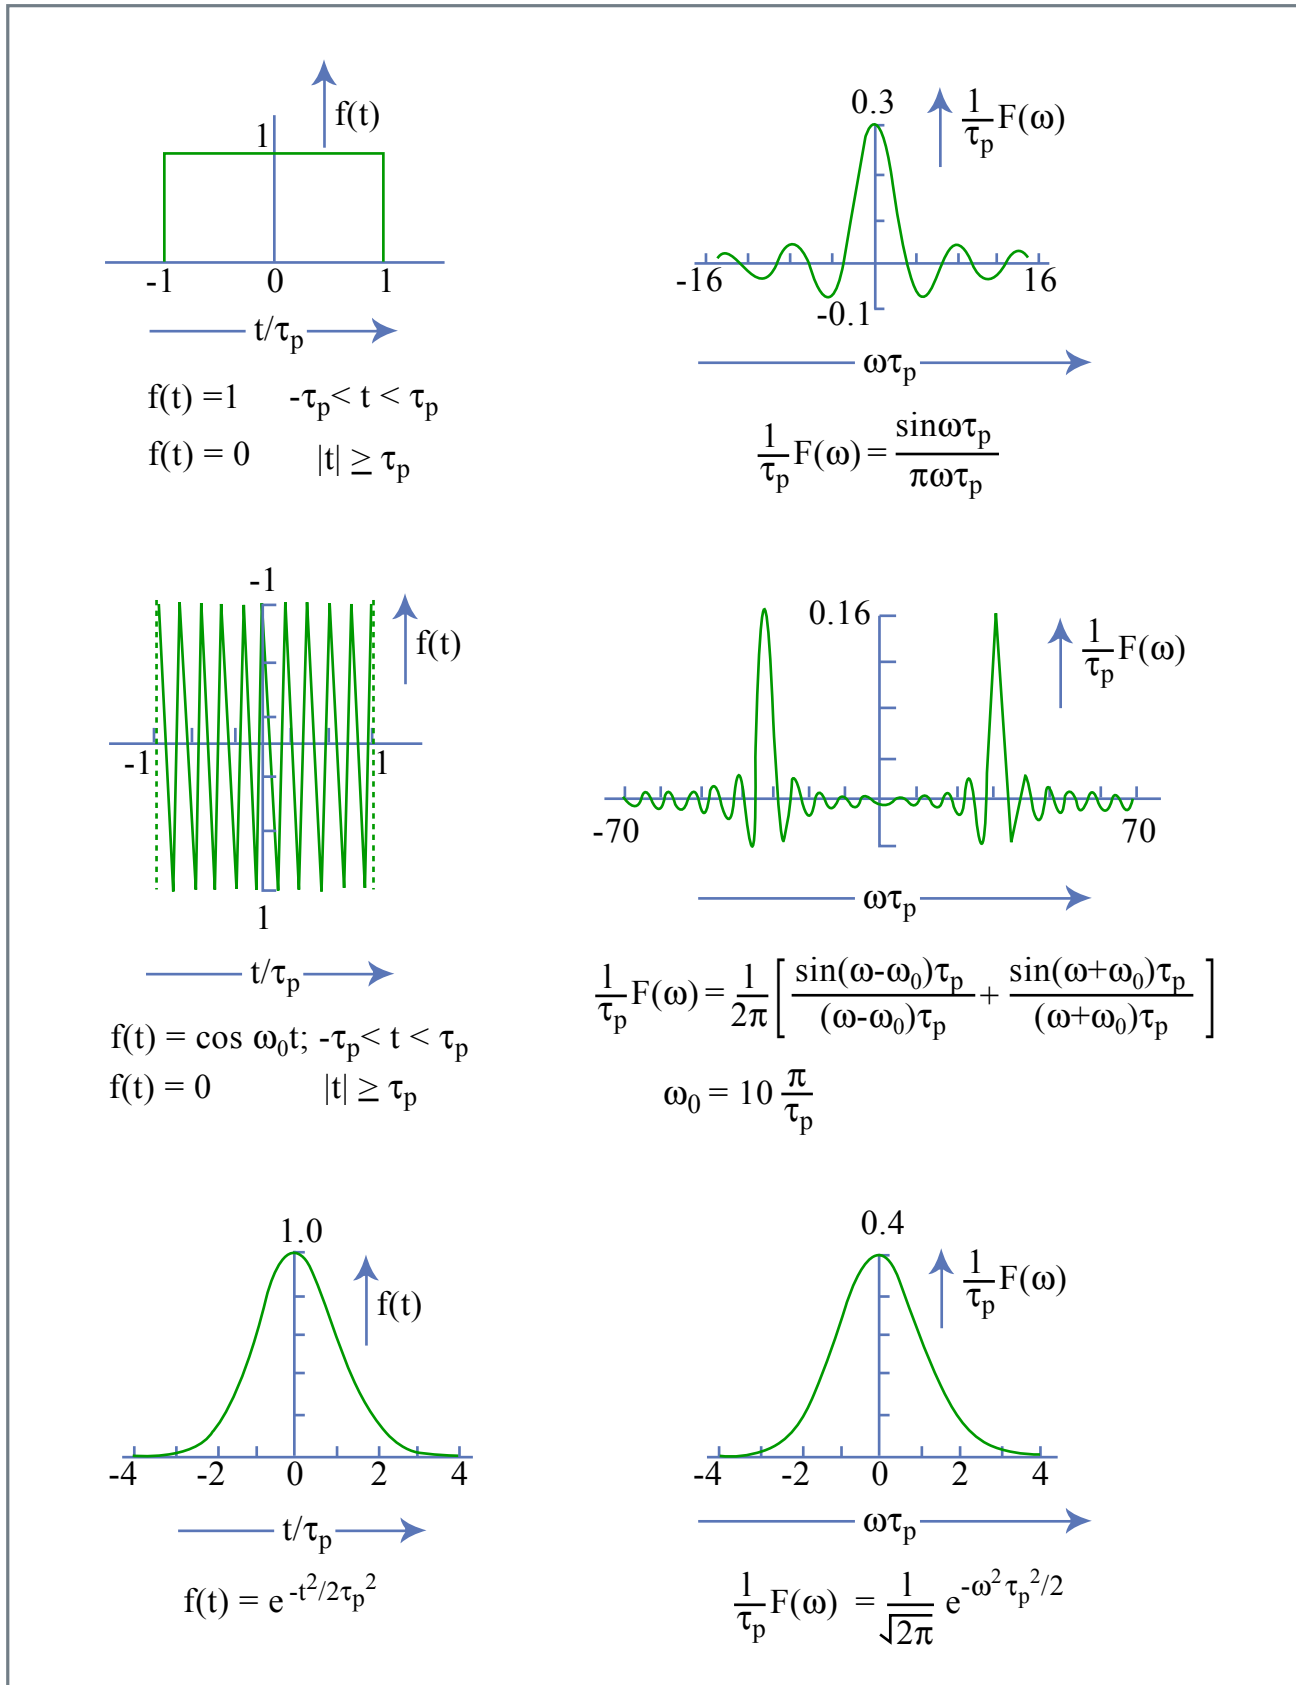 f(t)
1
-1 0 1
t/τp
f(t) =1 -τp< t < τp
f(t) = 0 |t| ≥ τp
0.3
1/τp F(ω)
-16 16
-0.1
ωτp
1/τp F(ω) = sinωτp/πωτp
-1
f(t)
-1 1
1
t/τp
f(t) = cos ω0t; -τp< t < τp
f(t) = 0 |t| ≥ τp
0.16
1/τp F(ω)
-70 70
ωτp
1/τp F(ω) = 1/2π [ sin(ω-ω0)τp/(ω-ω0)τp + sin(ω+ω0)τp/(ω+ω0)τp ]
ω0 = 10 π/τp
1.0
f(t)
-4 -2 0 2 4
t/τp
f(t) = e^-t²/2τp²
0.4
1/τp F(ω)
-4 -2 0 2 4
ωτp
1/τp F(ω) = 1/√2π e^-ω² τp²/2